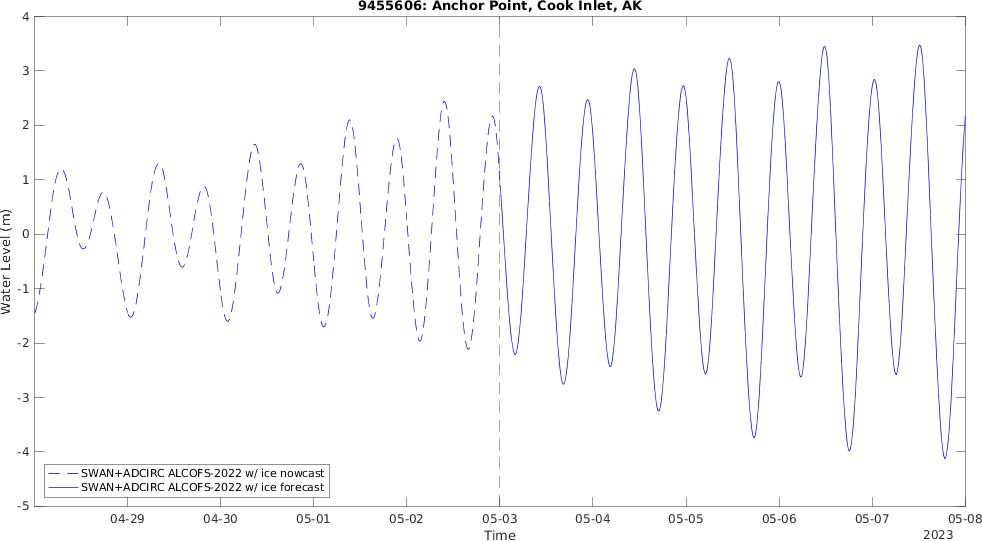 9455606: Anchor Point, Cook Inlet, AK
4
3
2
1
0
-1
-2
-3
-4
-5
Water Level (m)
SWAN+ADCIRC ALCOFS-2022 w/ ice nowcast
SWAN+ADCIRC ALCOFS-2022 w/ ice forecast
04-29 04-30 05-01 05-02 05-03 05-04 05-05 05-06 05-07 05-08
Time
2023